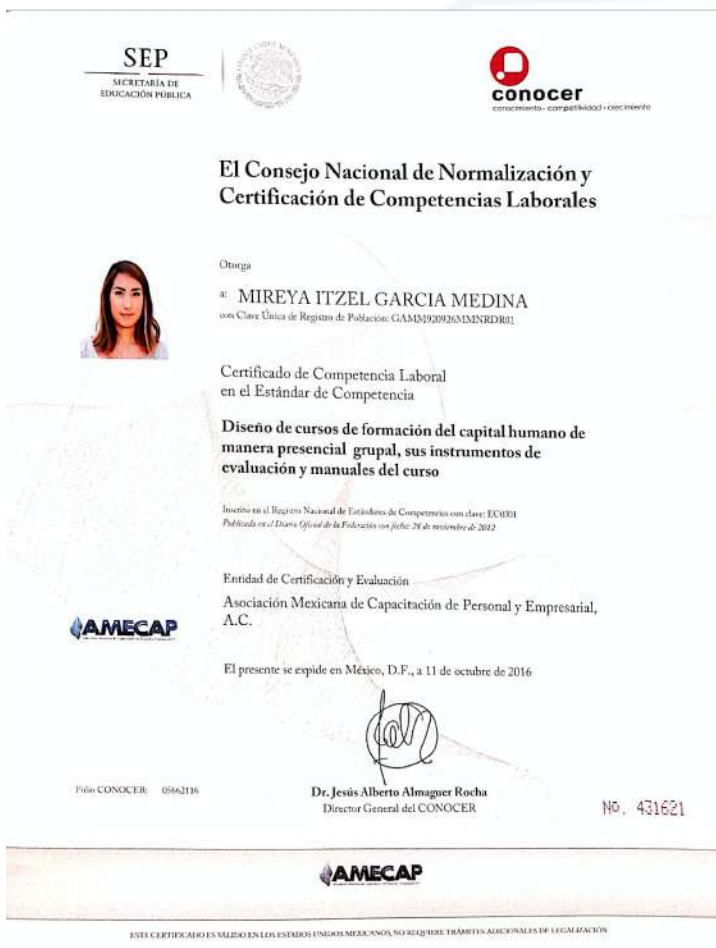 SEP
SECRETARÍA DE
EDUCACIÓN PÚBLICA
conocer
conocimiento • competitividad • crecimiento
El Consejo Nacional de Normalización y
Certificación de Competencias Laborales
Otorga
a: MIREYA ITZEL GARCIA MEDINA
con Clave Única de Registro de Población: GAMM920926MMNRDR01
Certificado de Competencia Laboral
en el Estándar de Competencia
Diseño de cursos de formación del capital humano de
manera presencial grupal, sus instrumentos de
evaluación y manuales del curso
Inscrito en el Registro Nacional de Estándares de Competencias con clave: EC0301
Publicado en el Diario Oficial de la Federación con fecha: 28 de noviembre de 2012
Entidad de Certificación y Evaluación
Asociación Mexicana de Capacitación de Personal y Empresarial,
A.C.
AMECAP
El presente se expide en México, D.F., a 11 de octubre de 2016
Folio CONOCER: 05662116
Dr. Jesús Alberto Almaguer Rocha
Director General del CONOCER
NO. 431621
AMECAP
ESTE CERTIFICADO ES VÁLIDO EN LOS ESTADOS UNIDOS MEXICANOS, NO REQUIERE TRÁMITES ADICIONALES DE LEGALIZACIÓN